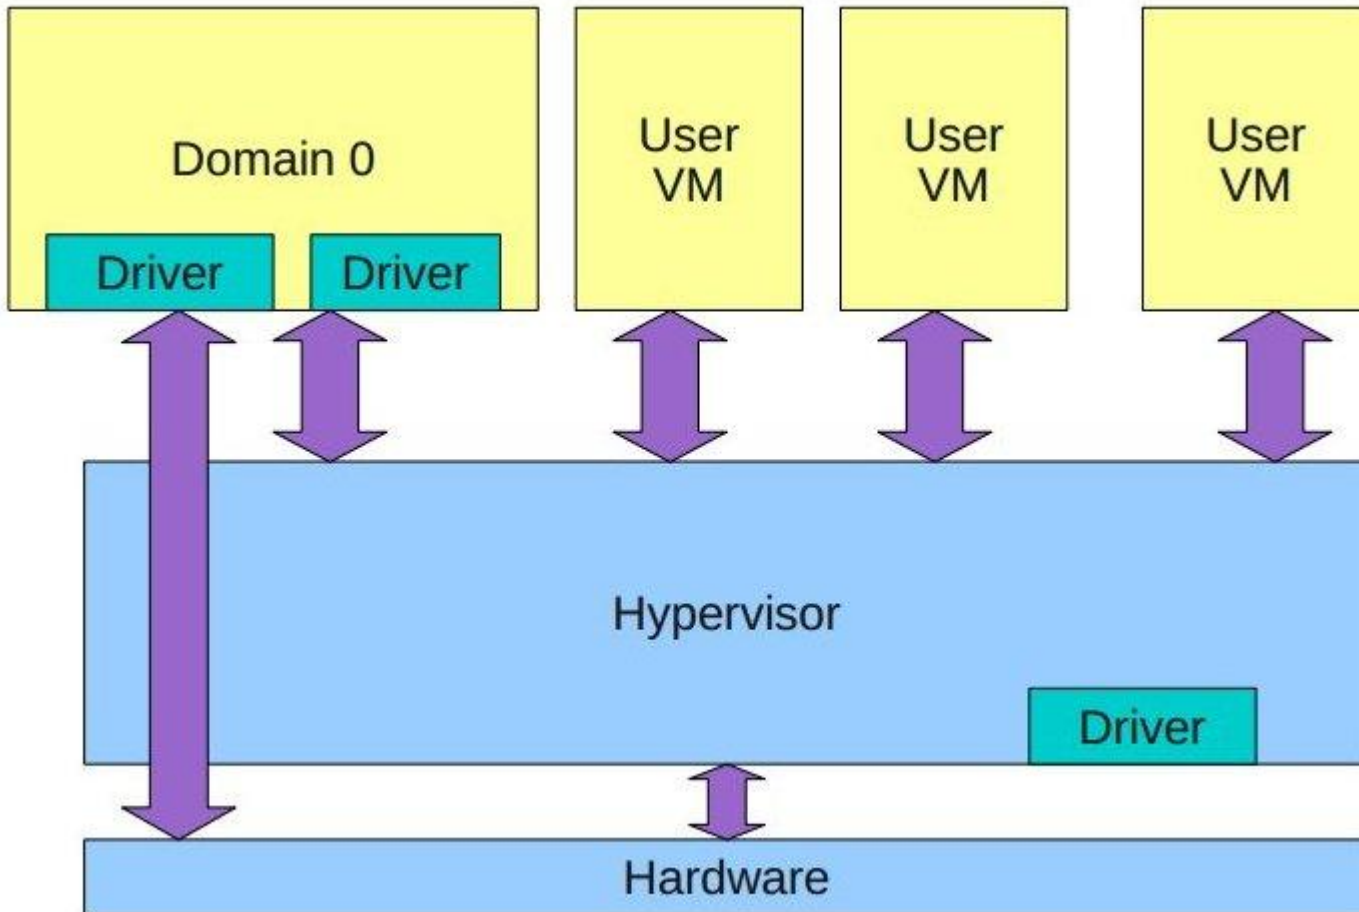 Domain 0
Driver
Driver
User
VM
User
VM
User
VM
Hypervisor
Driver
Hardware